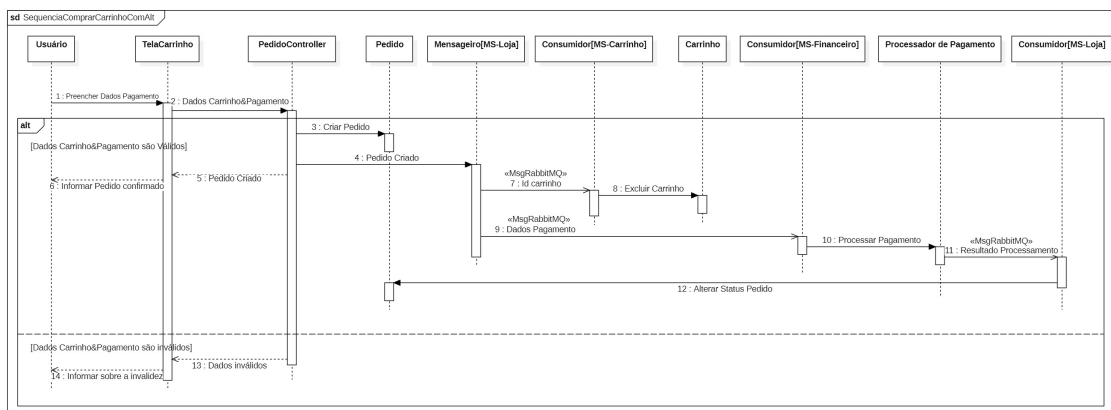 sd SequenciaComprarCarrinhoComAlt
Usuário
TelaCarrinho
PedidoController
Pedido
Mensageiro[MS-Loja]
Consumidor[MS-Carrinho]
Carrinho
Consumidor[MS-Financeiro]
Processador de Pagamento
Consumidor[MS-Loja]
1 : Preencher Dados Pagamento
2 : Dados Carrinho&Pagamento
alt
3 : Criar Pedido
[Dados Carrinho&Pagamento são Válidos]
4 : Pedido Criado
5 : Pedido Criado
6 : Informar Pedido confirmado
«MsgRabbitMQ»
7 : Id carrinho
8 : Excluir Carrinho
«MsgRabbitMQ»
9 : Dados Pagamento
10 : Processar Pagamento
«MsgRabbitMQ»
11 : Resultado Processamento
12 : Alterar Status Pedido
[Dados Carrinho&Pagamento são inválidos]
13 : Dados inválidos
14 : Informar sobre a invalidez